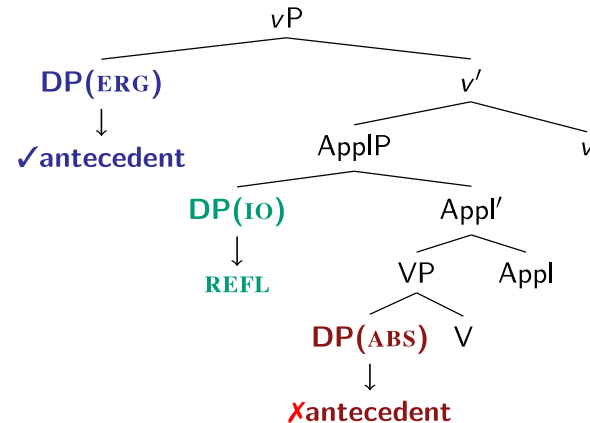 vP
DP(ERG) v′
✓antecedent ApplP v
DP(IO) Appl′
REFL VP Appl
DP(ABS) V
✗antecedent